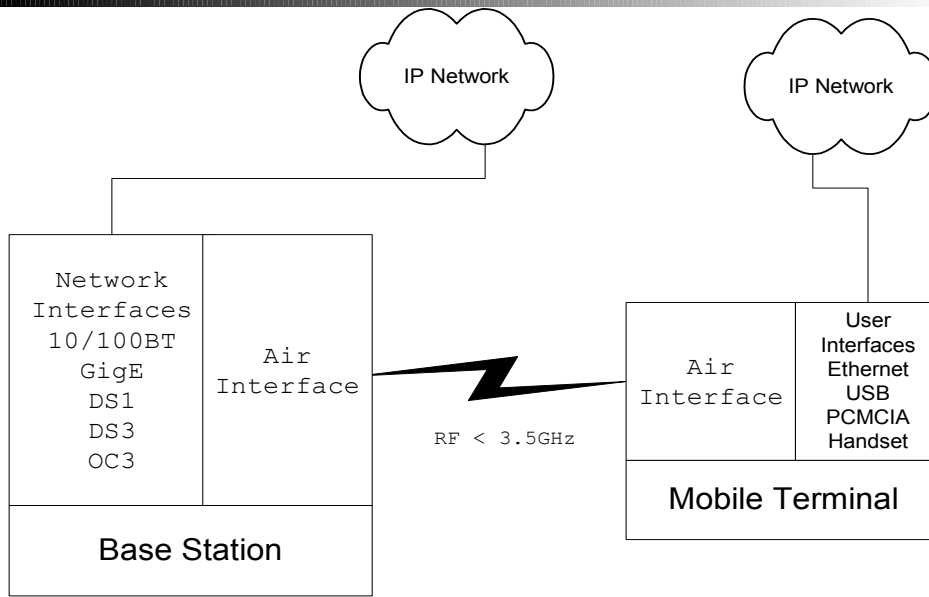 IP Network
IP Network
Network
Interfaces
10/100BT
GigE
DS1
DS3
OC3
Air
Interface
Base Station
RF < 3.5GHz
Air
Interface
User
Interfaces
Ethernet
USB
PCMCIA
Handset
Mobile Terminal